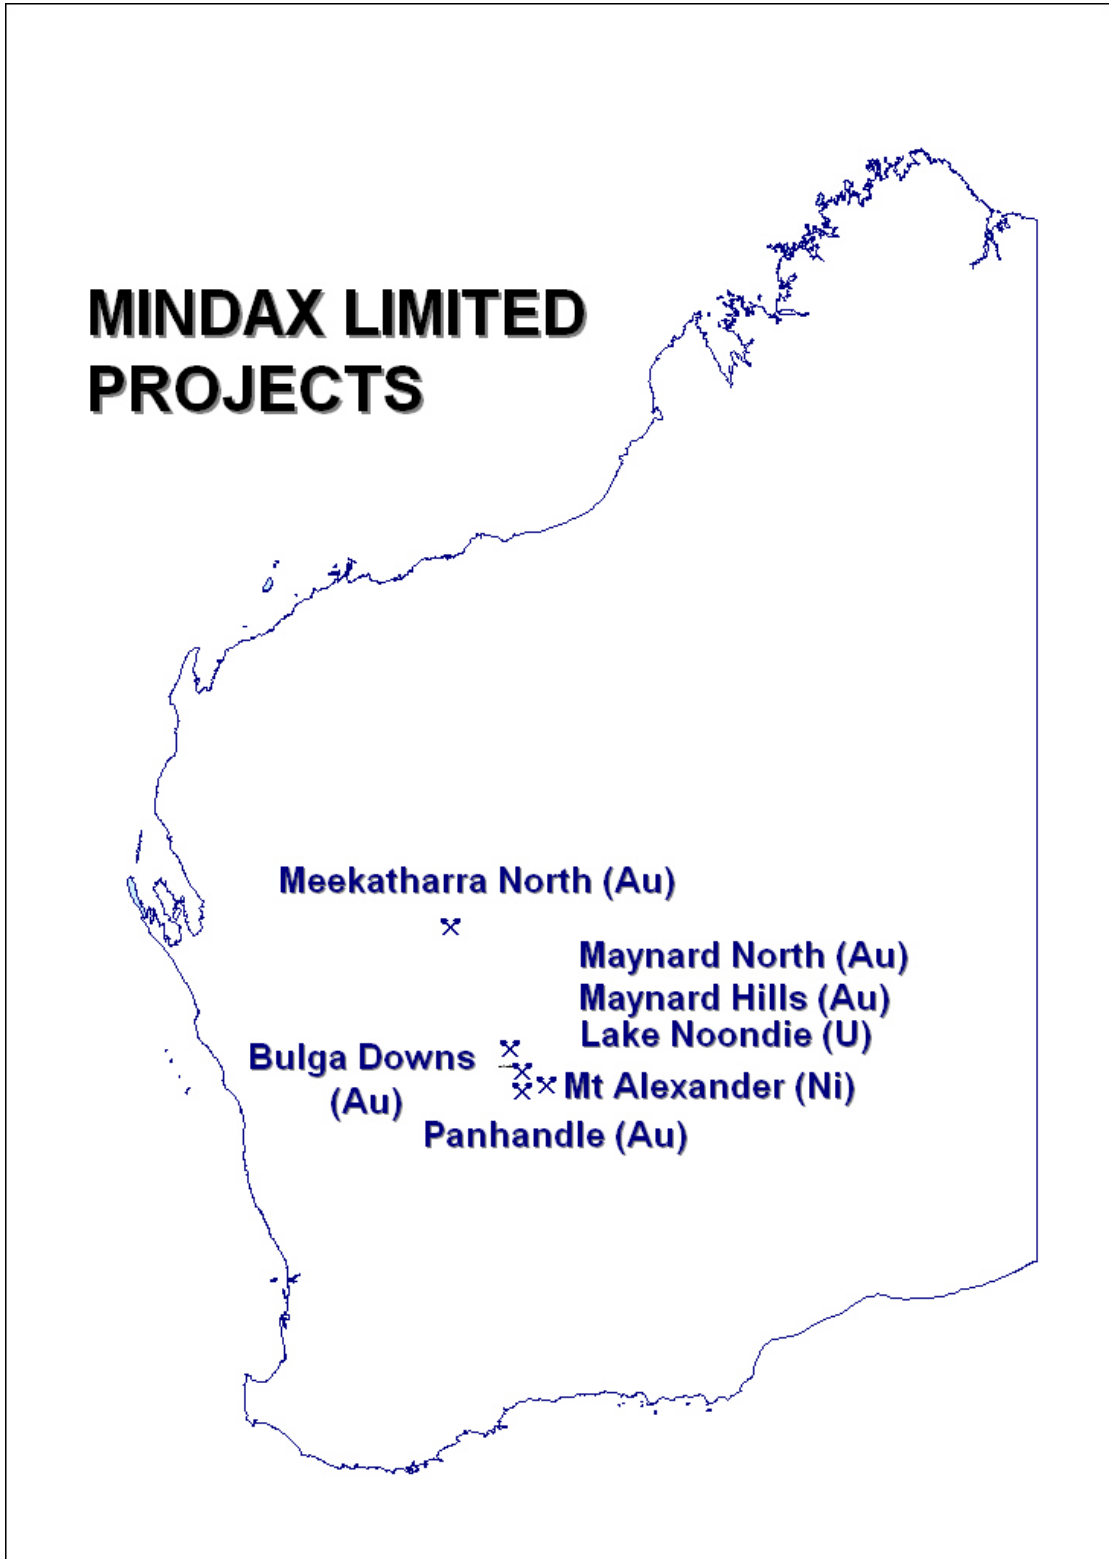 MINDAX LIMITED
PROJECTS
Meekatharra North (Au)
Maynard North (Au)
Maynard Hills (Au)
Lake Noondie (U)
Bulga Downs
(Au)
Mt Alexander (Ni)
Panhandle (Au)